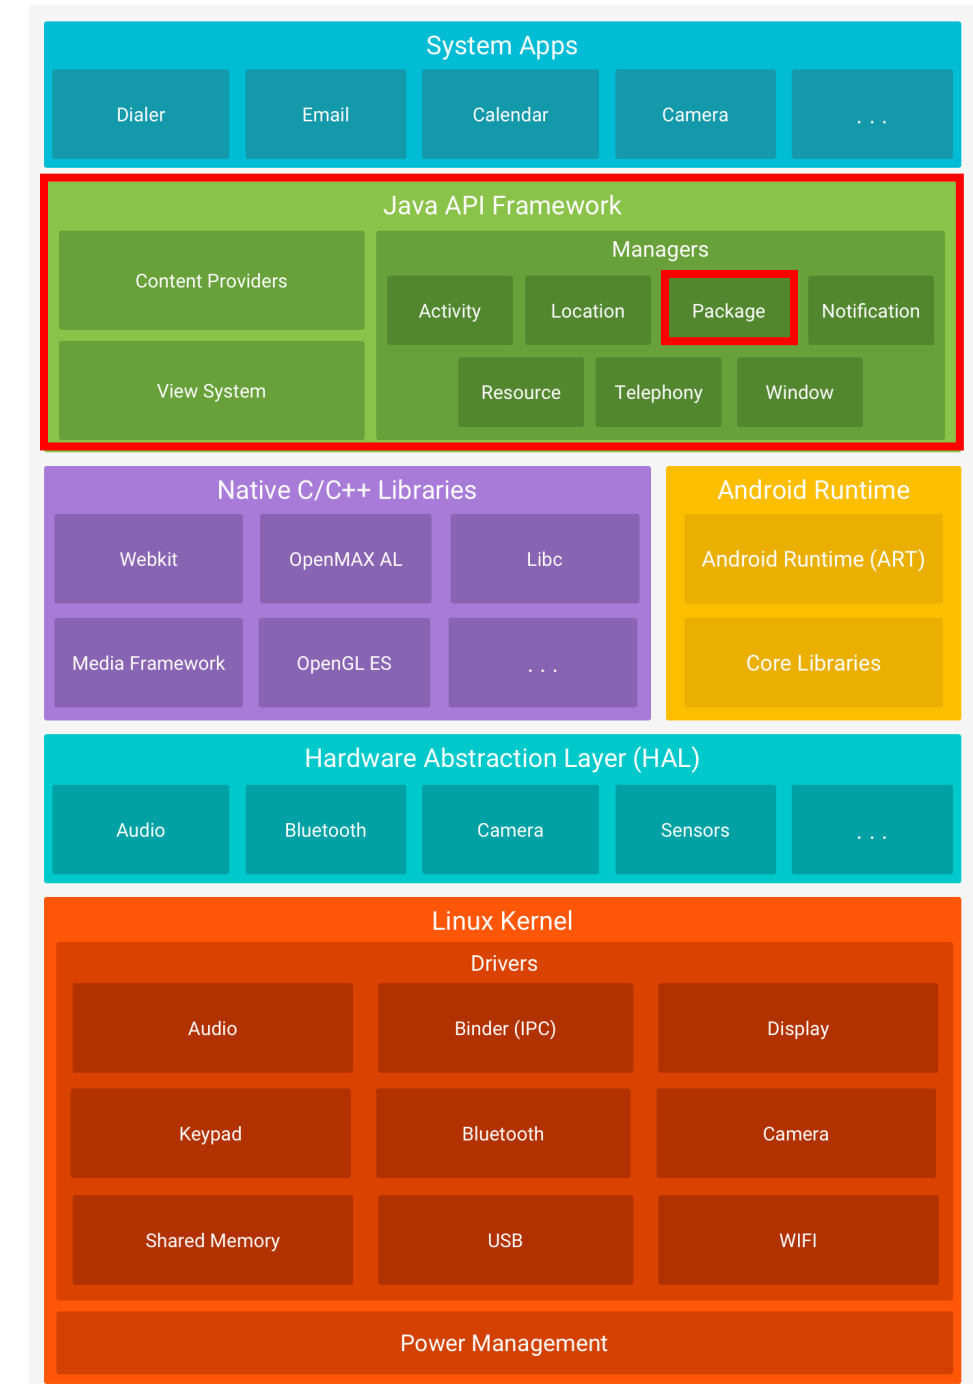 System Apps
Dialer
Email
Calendar
Camera
. . .
Java API Framework
Content Providers
View System
Managers
Activity
Location
Package
Notification
Resource
Telephony
Window
Native C/C++ Libraries
Webkit
OpenMAX AL
Libc
Media Framework
OpenGL ES
. . .
Android Runtime
Android Runtime (ART)
Core Libraries
Hardware Abstraction Layer (HAL)
Audio
Bluetooth
Camera
Sensors
. . .
Linux Kernel
Drivers
Audio
Binder (IPC)
Display
Keypad
Bluetooth
Camera
Shared Memory
USB
WIFI
Power Management